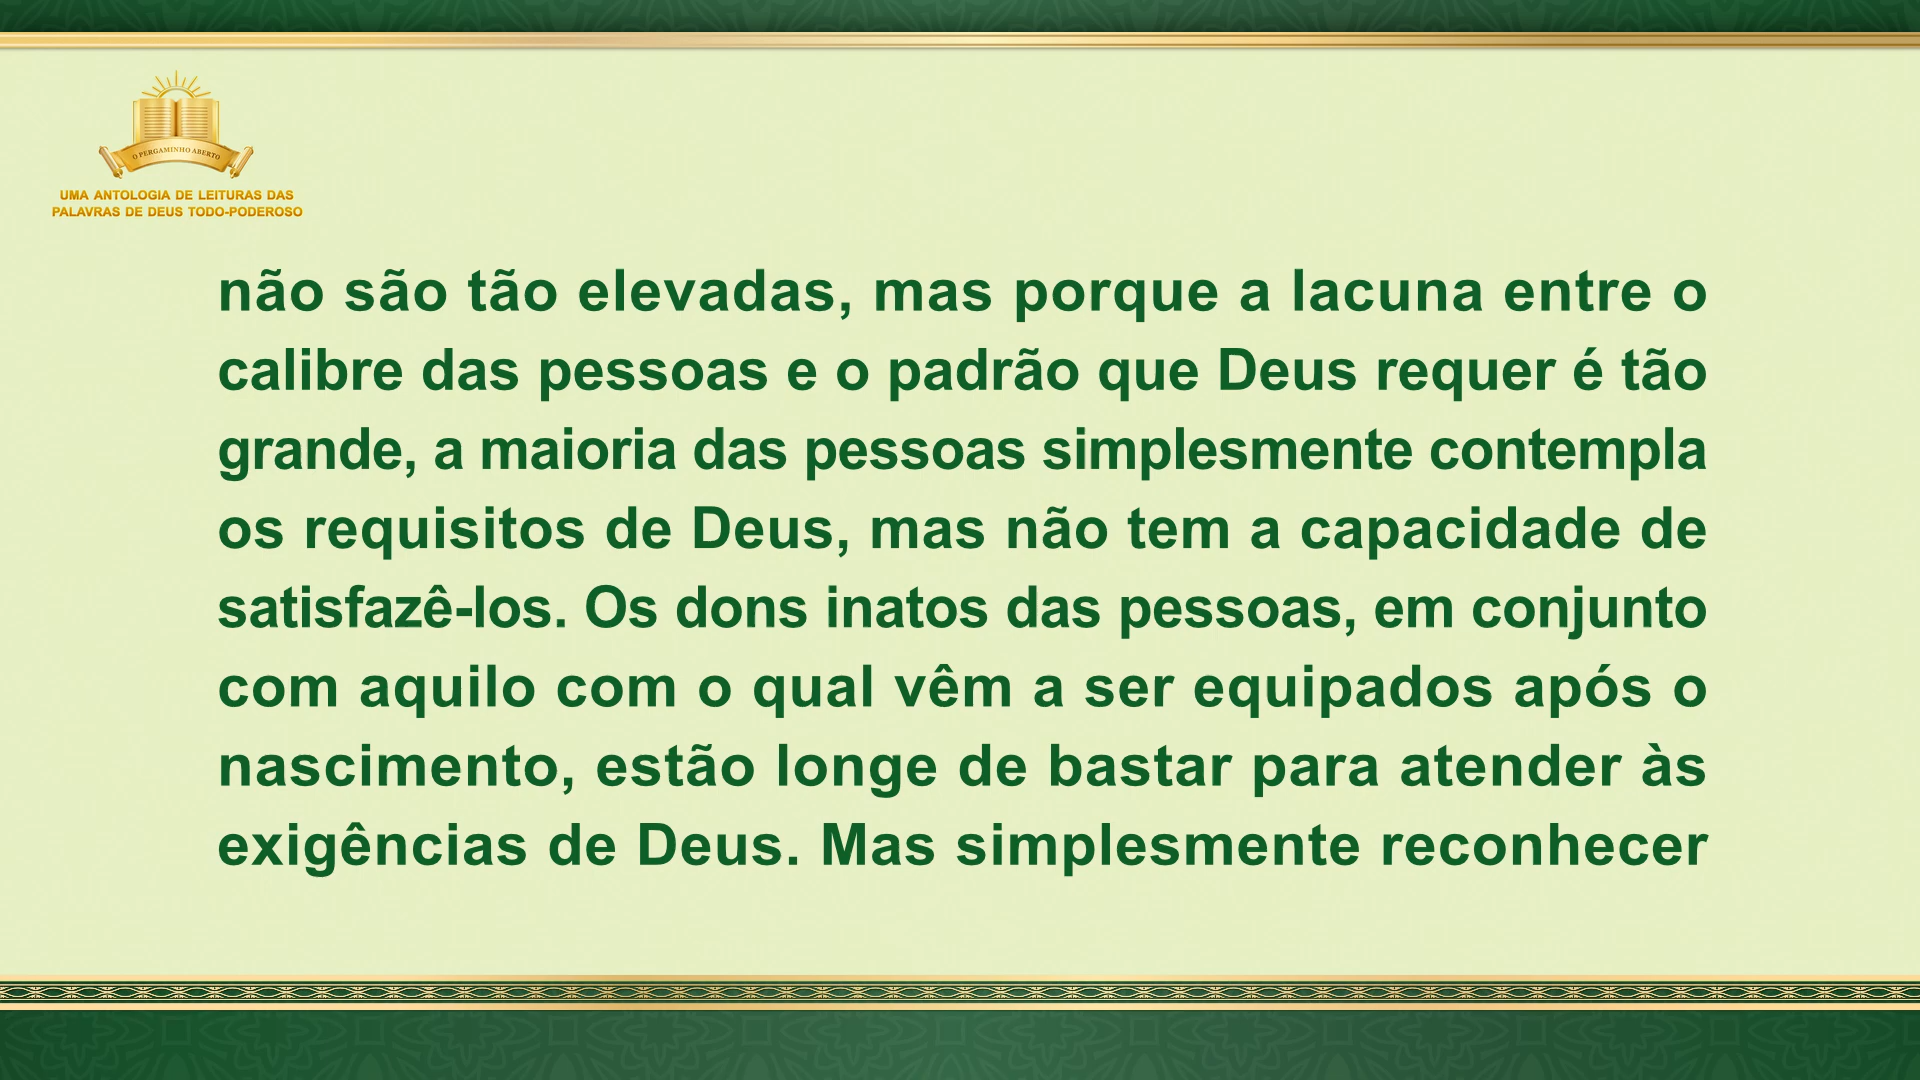 O PERGAMINHO ABERTO
UMA ANTOLOGIA DE LEITURAS DAS
PALAVRAS DE DEUS TODO-PODEROSO
não são tão elevadas, mas porque a lacuna entre o
calibre das pessoas e o padrão que Deus requer é tão
grande, a maioria das pessoas simplesmente contempla
os requisitos de Deus, mas não tem a capacidade de
satisfazê-los. Os dons inatos das pessoas, em conjunto
com aquilo com o qual vêm a ser equipados após o
nascimento, estão longe de bastar para atender às
exigências de Deus. Mas simplesmente reconhecer